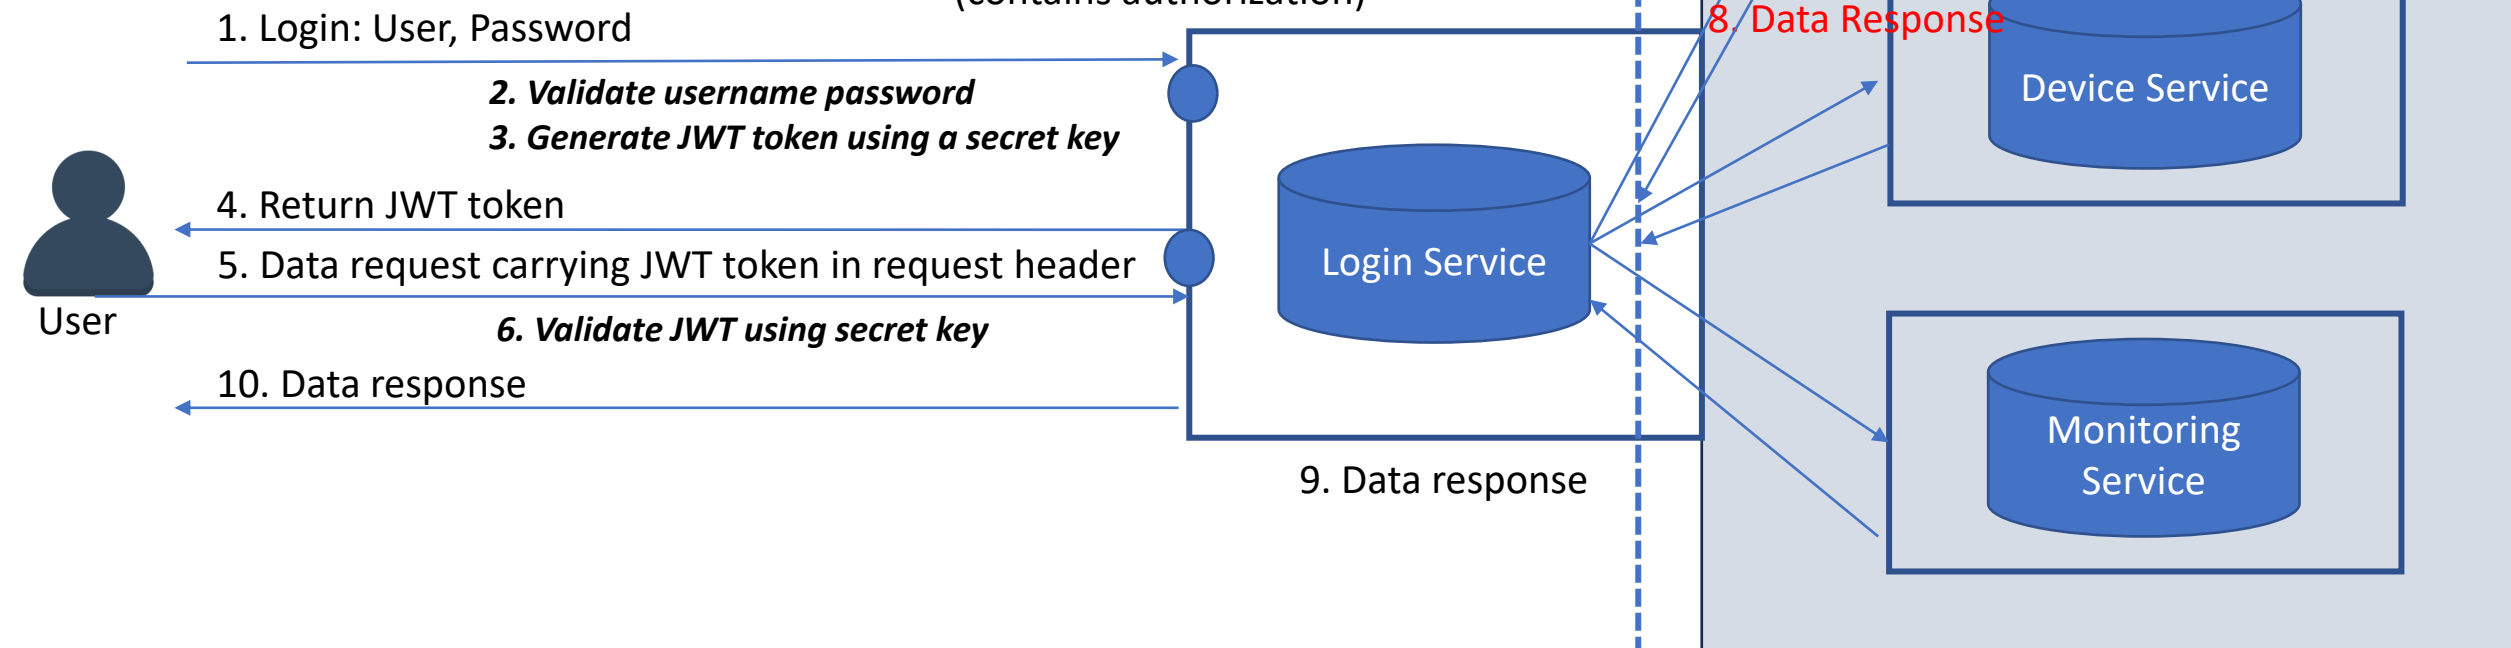 (contains authorization)
1. Login: User, Password
8. Data Response
2. Validate username password
3. Generate JWT token using a secret key
Device Service
4. Return JWT token
5. Data request carrying JWT token in request header
Login Service
User
6. Validate JWT using secret key
10. Data response
Monitoring
Service
9. Data response